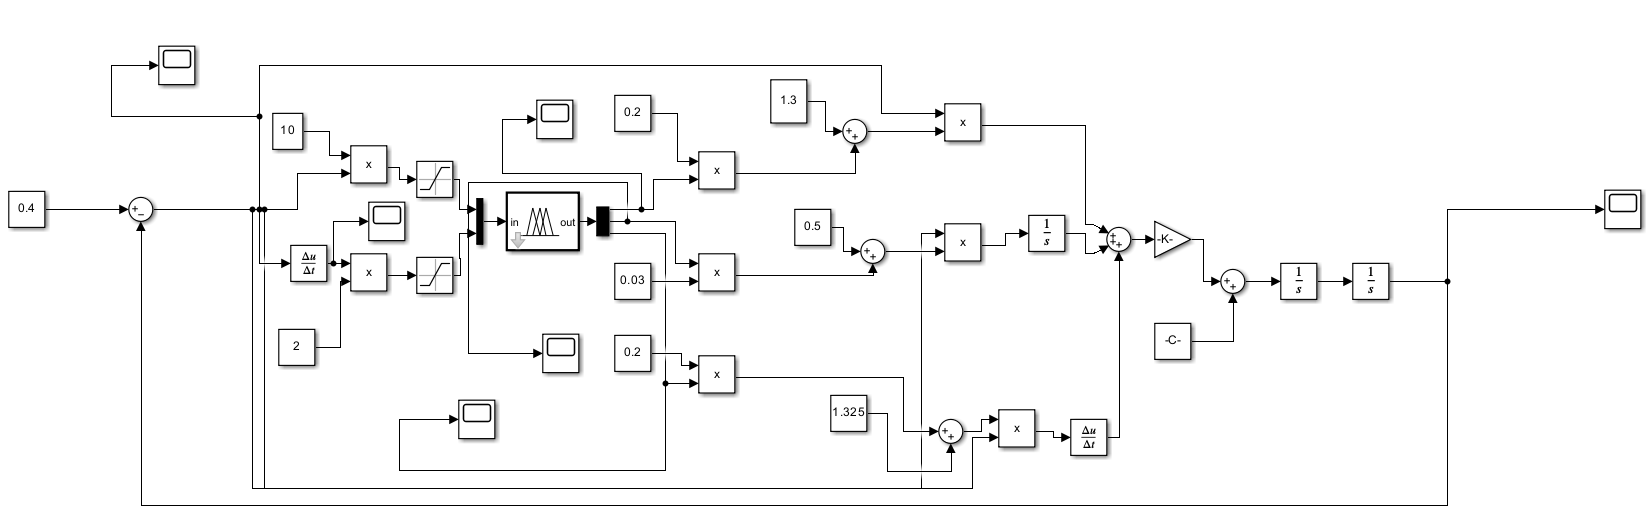 0.4
10
2
x
x
Δu
Δt
in
out
0.2
0.03
0.2
x
x
x
1.3
0.5
1.325
x
x
x
1
s
Δu
Δt
-K-
-C-
1
s
1
s